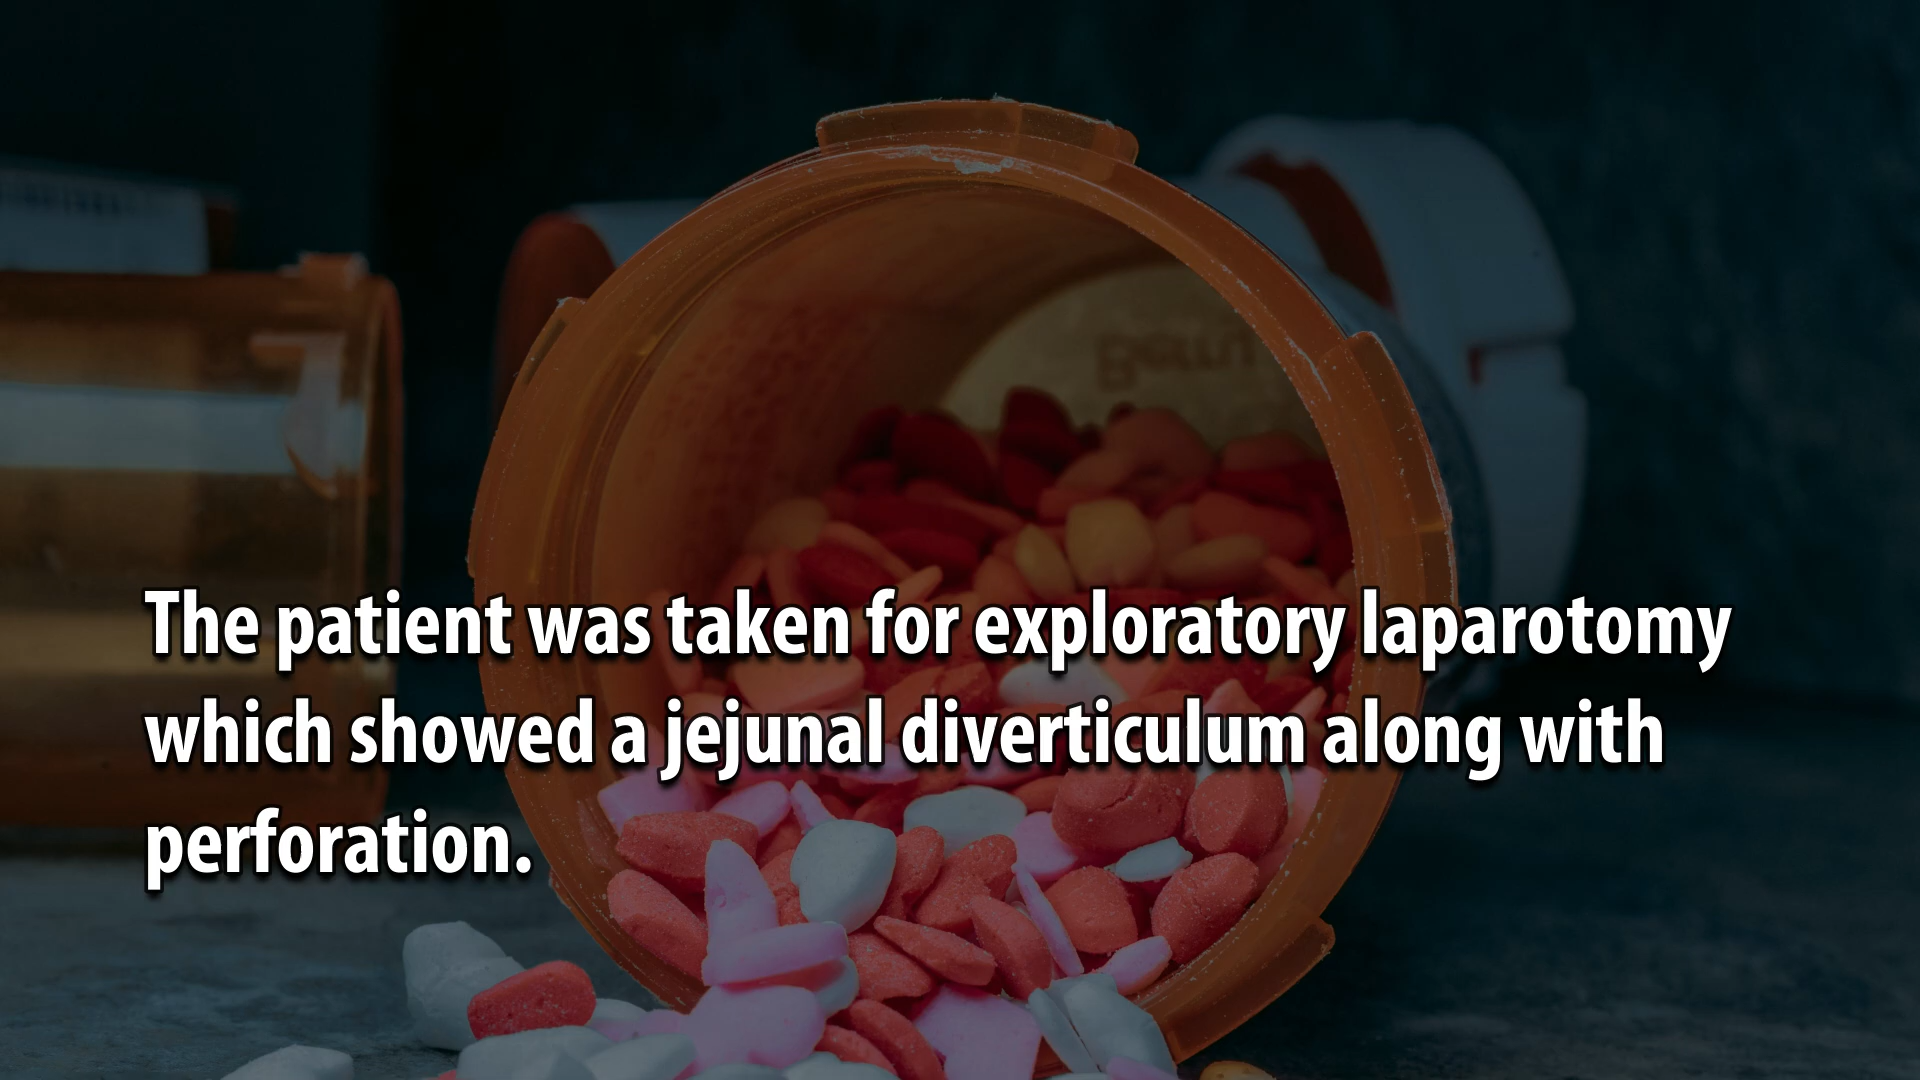 The patient was taken for exploratory laparotomy
which showed a jejunal diverticulum along with
perforation.